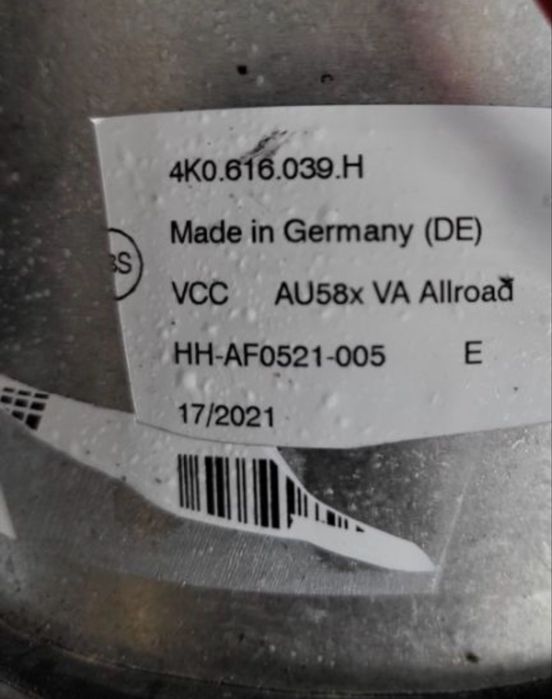 4K0.616.039.H
Made in Germany (DE)
VCC AU58x VA Allroad
HH-AF0521-005 E
17/2021